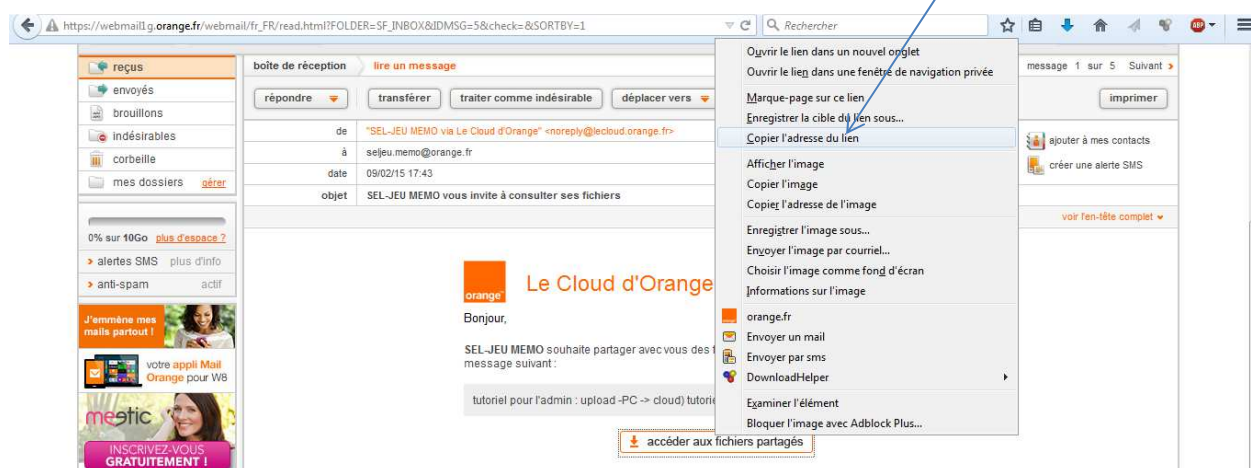 https://webmail1g.orange.fr/webmail/fr_FR/read.html?FOLDER=SF_INBOX&IDMSG=5&check=&SORTBY=1
Rechercher
ABP
reçus
envoyés
brouillons
indésirables
corbeille
mes dossiers gérer
0% sur 10Go plus d'espace ?
alertes SMS plus d'info
anti-spam actif
J'emmène mes
mails partout !
votre appli Mail
Orange pour W8
meetic
INSCRIVEZ-VOUS
GRATUITEMENT !
boîte de réception lire un message
message 1 sur 5 Suivant
répondre transférer traiter comme indésirable déplacer vers imprimer
de "SEL-JEU MEMO via Le Cloud d'Orange" <noreply@lecloud.orange.fr>
à seljeu.memo@orange.fr
date 09/02/15 17:43
objet SEL-JEU MEMO vous invite à consulter ses fichiers
ajouter à mes contacts
créer une alerte SMS
voir l'en-tête complet
orange
Le Cloud d'Orange
Bonjour,
SEL-JEU MEMO souhaite partager avec vous des
message suivant :
tutoriel pour l'admin : upload -PC -> cloud)
accéder aux fichiers partagés
Ouvrir le lien dans un nouvel onglet
Ouvrir le lien dans une fenêtre de navigation privée
Marque-page sur ce lien
Enregistrer la cible du lien sous...
Copier l'adresse du lien
Afficher l'image
Copier l'image
Copier l'adresse de l'image
Enregistrer l'image sous...
Envoyer l'image par courriel...
Choisir l'image comme fond d'écran
Informations sur l'image
orange.fr
Envoyer un mail
Envoyer par sms
DownloadHelper
Examiner l'élément
Bloquer l'image avec Adblock Plus...